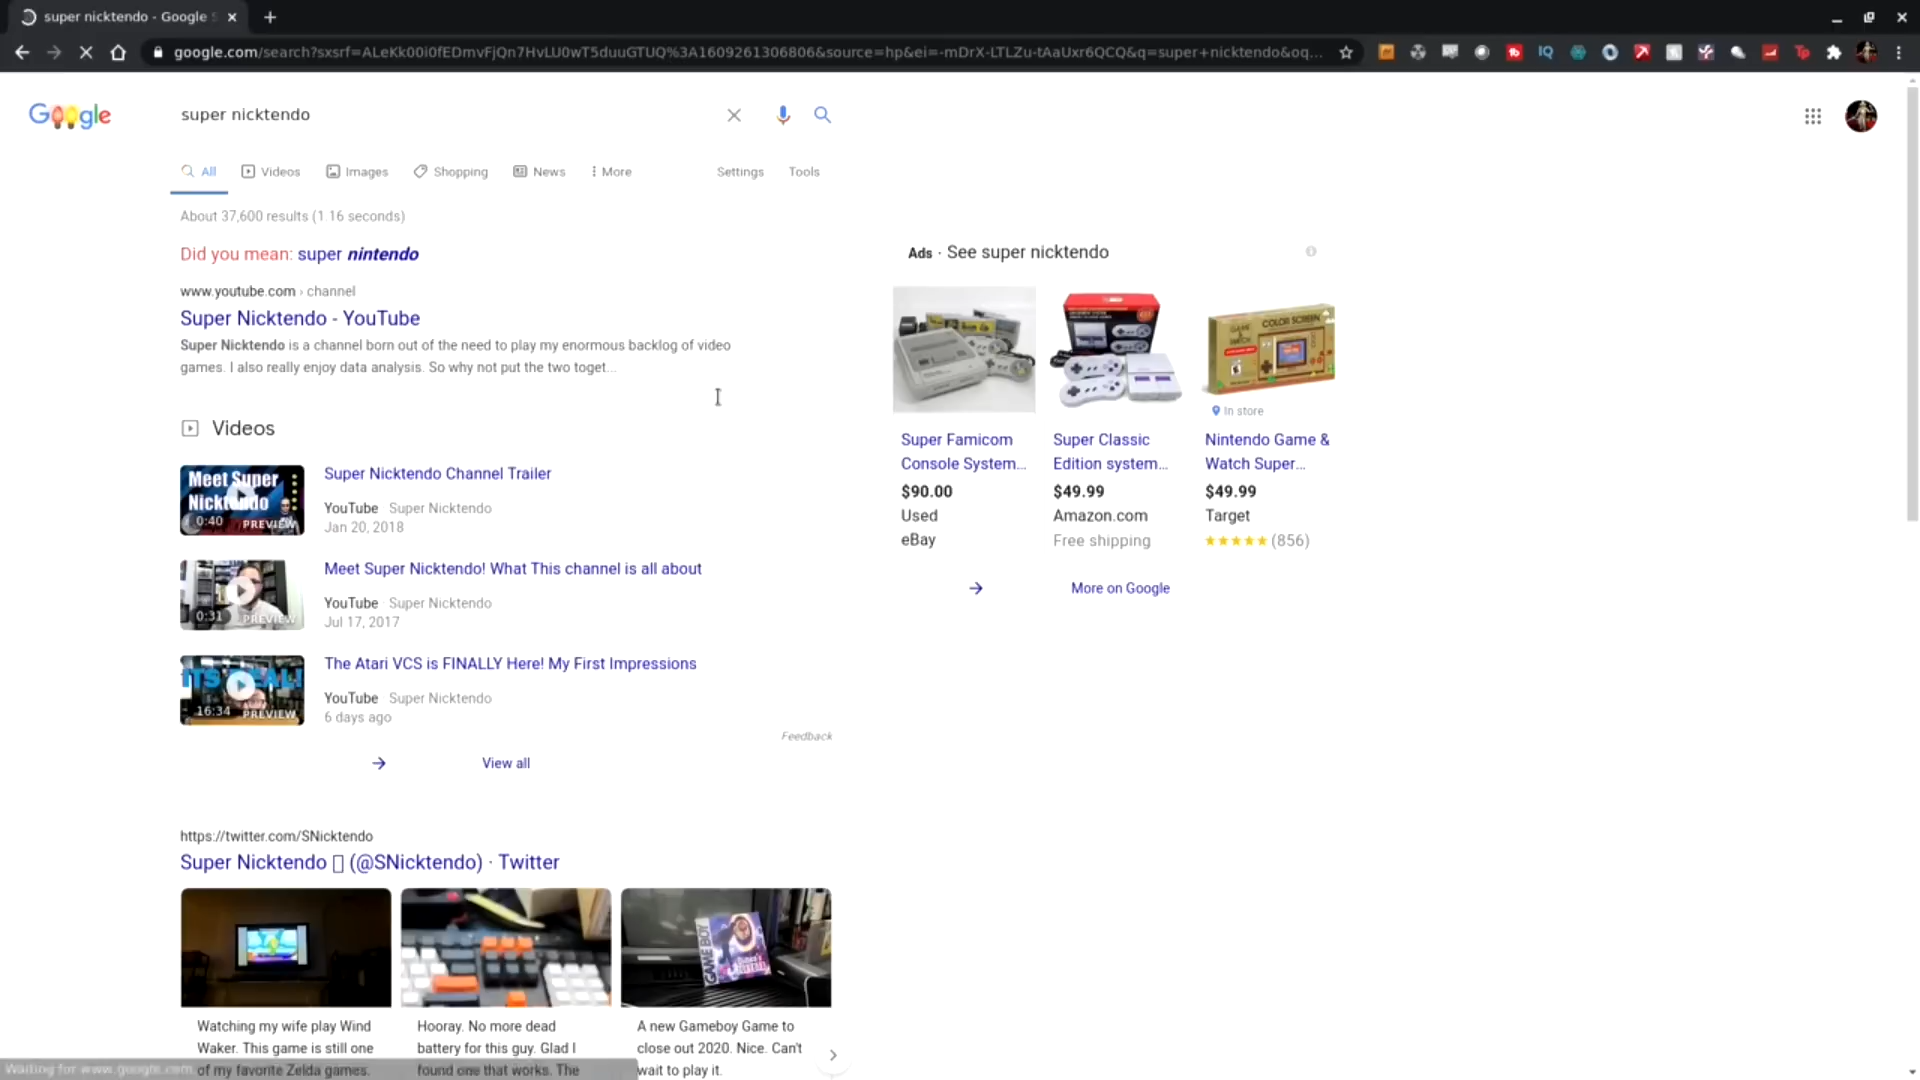 super nicktendo - Google S
google.com/search?sxsrf=ALeKk00i0fEDmvFjQn7HvLU0wT5duuGTUQ%3A1609261306806&source=hp&ei=-mDrX-LTLZu-tAaUxr6QCQ&q=super+nicktendo&oq...
Google
super nicktendo
All
Videos
Images
Shopping
News
More
Settings
Tools
About 37,600 results (1.16 seconds)
Did you mean: super nintendo
www.youtube.com › channel
Super Nicktendo - YouTube
Super Nicktendo is a channel born out of the need to play my enormous backlog of video
games. I also really enjoy data analysis. So why not put the two toget...
Videos
Meet Super
Nicktendo
0:40 PREVIEW
Super Nicktendo Channel Trailer
YouTube Super Nicktendo
Jan 20, 2018
0:31 PREVIEW
Meet Super Nicktendo! What This channel is all about
YouTube Super Nicktendo
Jul 17, 2017
ITS REAL!
16:34 PREVIEW
The Atari VCS is FINALLY Here! My First Impressions
YouTube Super Nicktendo
6 days ago
Feedback
View all
https://twitter.com/SNicktendo
Super Nicktendo (@SNicktendo) · Twitter
GAME BOY
Watching my wife play Wind
Waker. This game is still one
of my favorite Zelda games.
Hooray. No more dead
battery for this guy. Glad I
found one that works. The
A new Gameboy Game to
close out 2020. Nice. Can't
wait to play it.
Waiting for www.google.com...
Ads · See super nicktendo
COLOR SCREEN
In store
Super Famicom
Console System...
$90.00
Used
eBay
Super Classic
Edition system...
$49.99
Amazon.com
Free shipping
Nintendo Game &
Watch Super...
$49.99
Target
(856)
More on Google